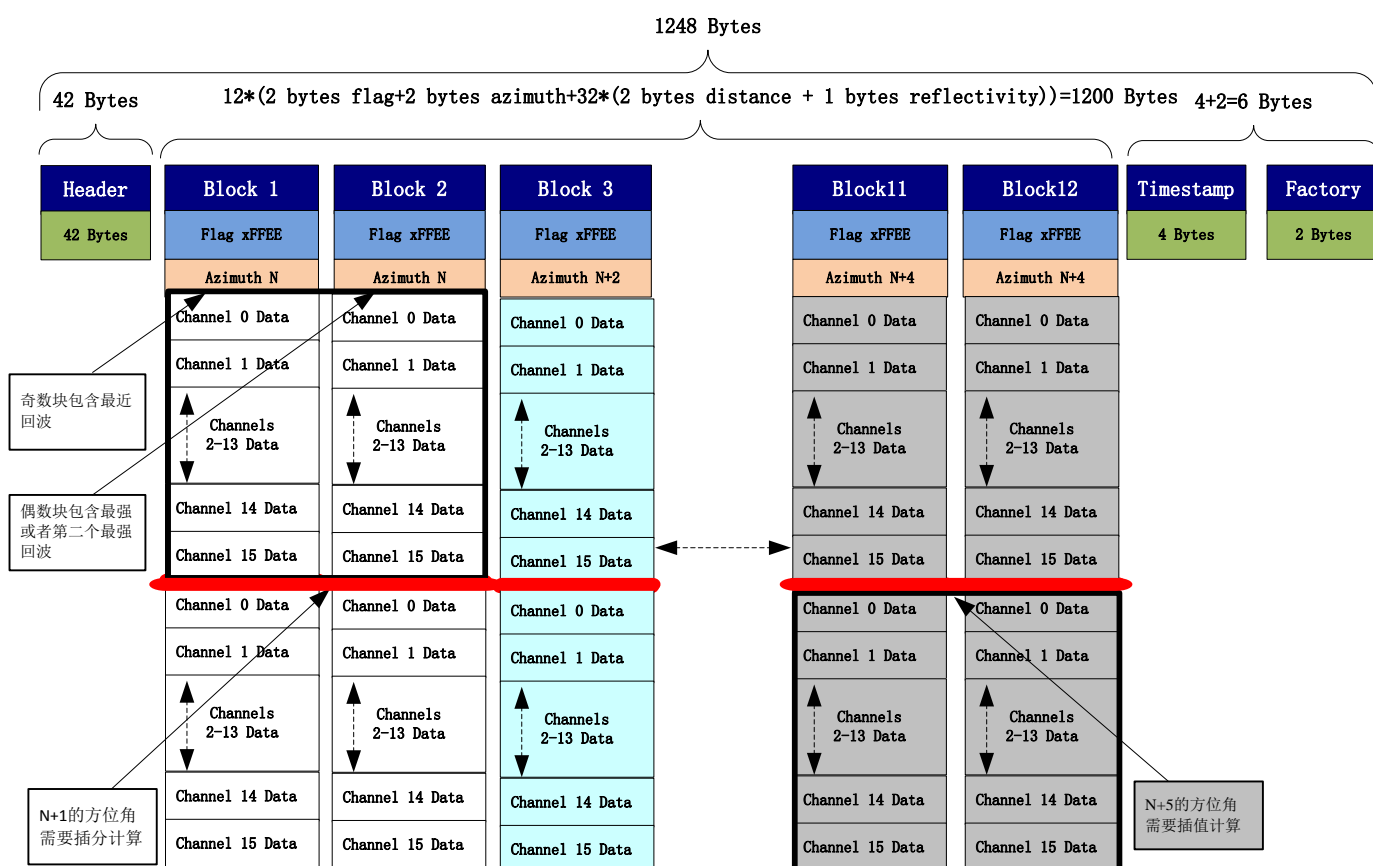 1248 Bytes
42 Bytes
12*(2 bytes flag+2 bytes azimuth+32*(2 bytes distance + 1 bytes reflectivity))=1200 Bytes
4+2=6 Bytes
Header
Block 1
Block 2
Block 3
Block11
Block12
Timestamp
Factory
42 Bytes
Flag xFFEE
Flag xFFEE
Flag xFFEE
Flag xFFEE
Flag xFFEE
4 Bytes
2 Bytes
Azimuth N
Azimuth N
Azimuth N+2
Azimuth N+4
Azimuth N+4
Channel 0 Data
Channel 0 Data
Channel 0 Data
Channel 0 Data
Channel 0 Data
Channel 1 Data
Channel 1 Data
Channel 1 Data
Channel 1 Data
Channel 1 Data
奇数块包含最近
回波
Channels
2-13 Data
Channels
2-13 Data
Channels
2-13 Data
Channels
2-13 Data
Channels
2-13 Data
偶数块包含最强
或者第二个最强
回波
Channel 14 Data
Channel 14 Data
Channel 14 Data
Channel 14 Data
Channel 14 Data
Channel 15 Data
Channel 15 Data
Channel 15 Data
Channel 15 Data
Channel 15 Data
Channel 0 Data
Channel 0 Data
Channel 0 Data
Channel 0 Data
Channel 0 Data
Channel 1 Data
Channel 1 Data
Channel 1 Data
Channel 1 Data
Channel 1 Data
Channels
2-13 Data
Channels
2-13 Data
Channels
2-13 Data
Channels
2-13 Data
Channels
2-13 Data
N+1的方位角
需要插分计算
Channel 14 Data
Channel 14 Data
Channel 14 Data
Channel 14 Data
Channel 14 Data
N+5的方位角
需要插值计算
Channel 15 Data
Channel 15 Data
Channel 15 Data
Channel 15 Data
Channel 15 Data